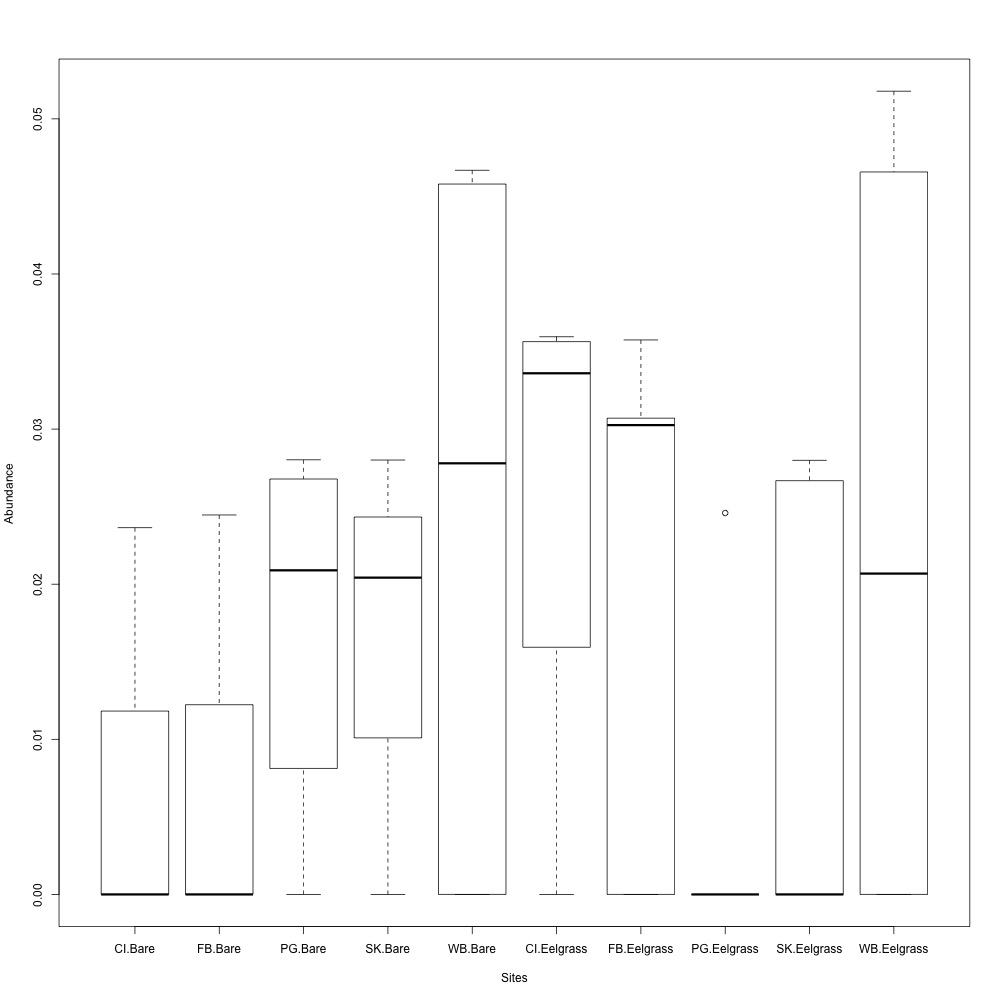 Abundance
0.05
0.04
0.03
0.02
0.01
0.00
CI.Bare FB.Bare PG.Bare SK.Bare WB.Bare CI.Eelgrass FB.Eelgrass PG.Eelgrass SK.Eelgrass WB.Eelgrass
Sites